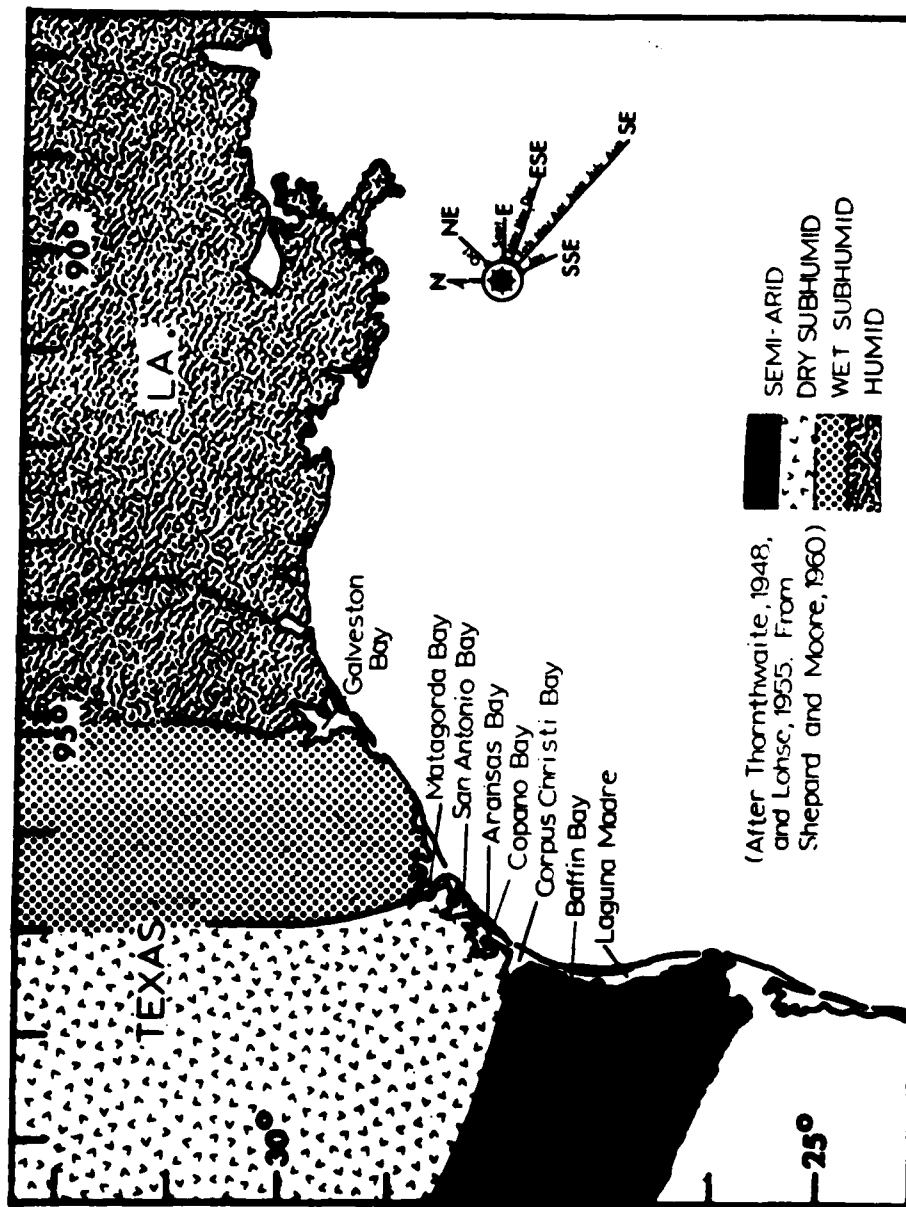 TEXAS
LA.
95°
90°
30°
25°
Galveston
Bay
Matagorda Bay
San Antonio Bay
Aransas Bay
Copano Bay
Corpus Christi Bay
Baffin Bay
Laguna Madre
N
NE
E
ESE
SE
SSE
(After Thornthwaite, 1948,
and Lohse, 1955. From
Shepard and Moore, 1960)
SEMI-ARID
DRY SUBHUMID
WET SUBHUMID
HUMID